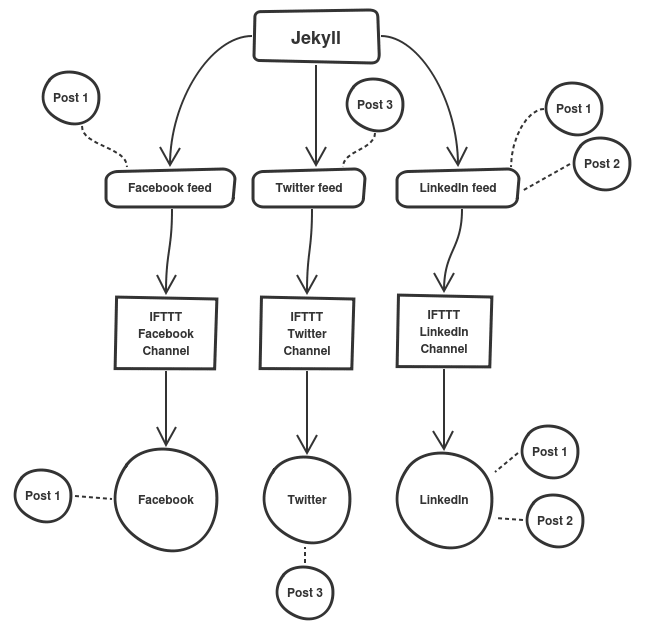 Jekyll
Post 1
Post 3
Post 1
Post 2
Facebook feed
Twitter feed
LinkedIn feed
IFTTT
Facebook
Channel
IFTTT
Twitter
Channel
IFTTT
LinkedIn
Channel
Post 1
Facebook
Twitter
LinkedIn
Post 1
Post 2
Post 3